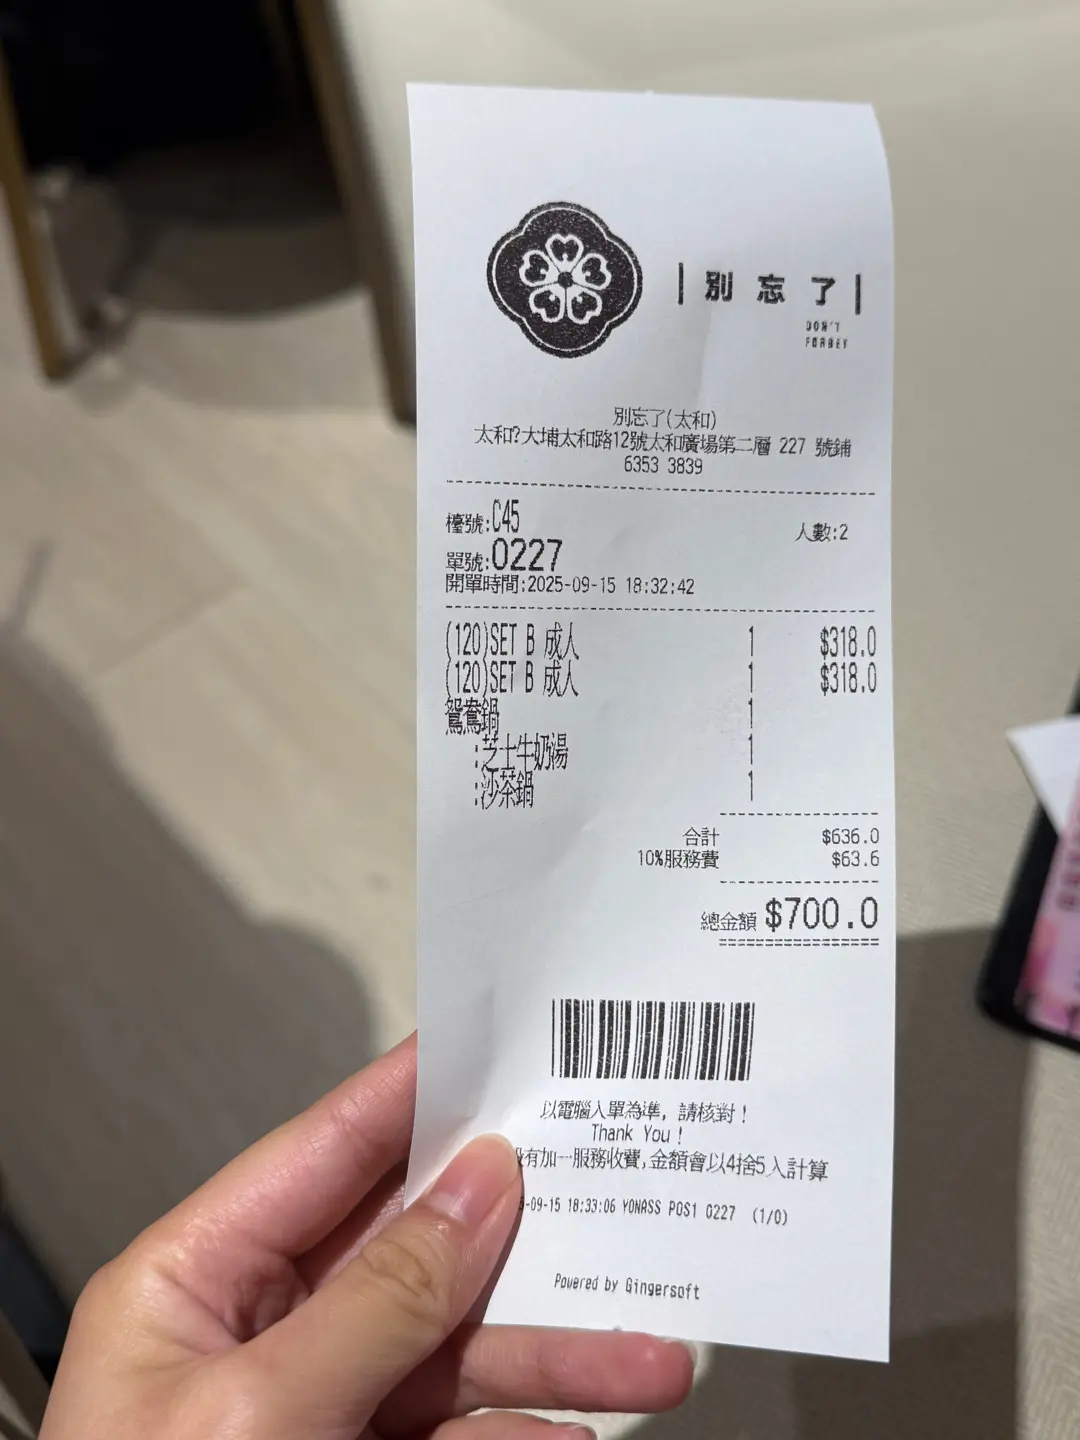 別忘了
DON'T
FORGET
別忘了(太和)
太和?大埔太和路12號太和廣場第二層 227 號鋪
6353 3839
檯號:C45 人數:2
單號:0227
開單時間:2025-09-15 18:32:42
(120)SET B 成人 1 $318.0
(120)SET B 成人 1 $318.0
鴛鴦鍋 1
:芝士牛奶湯 1
:沙茶鍋 1
合計 $636.0
10%服務費 $63.6
總金額 $700.0
以電腦入單為準, 請核對!
Thank You!
有加一服務收費,金額會以4捨5入計算
-09-15 18:33:06 YONASS POS1 0227 (1/0)
Powered by Gingersoft